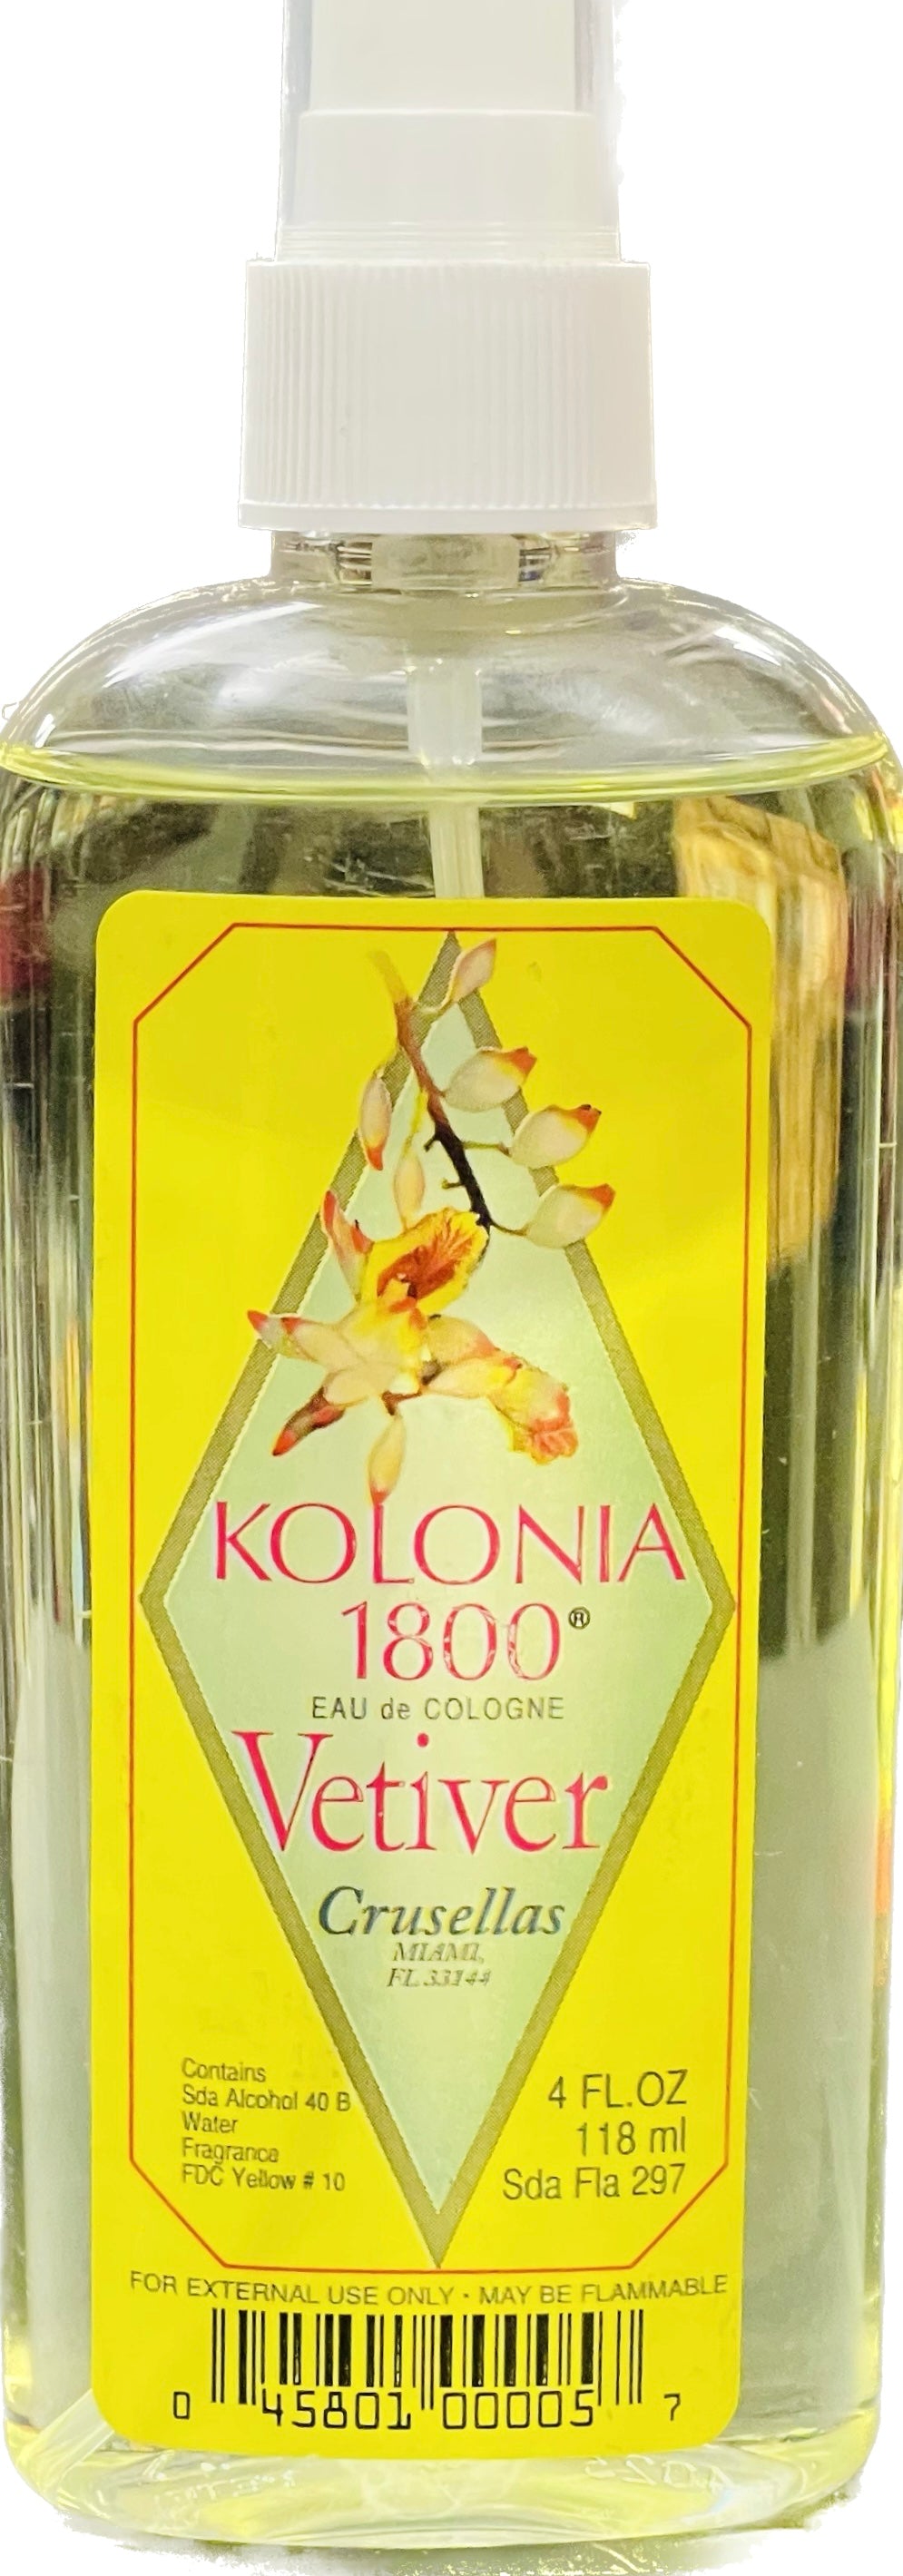 KOLONIA
1800®
EAU de COLOGNE
Vetiver
Crusellas
MIAMI,
FL 33144
Contains
Sda Alcohol 40 B
Water
Fragrance
FDC Yellow # 10
4 FL.OZ
118 ml
Sda Fla 297
FOR EXTERNAL USE ONLY • MAY BE FLAMMABLE
0 45801 00005 7